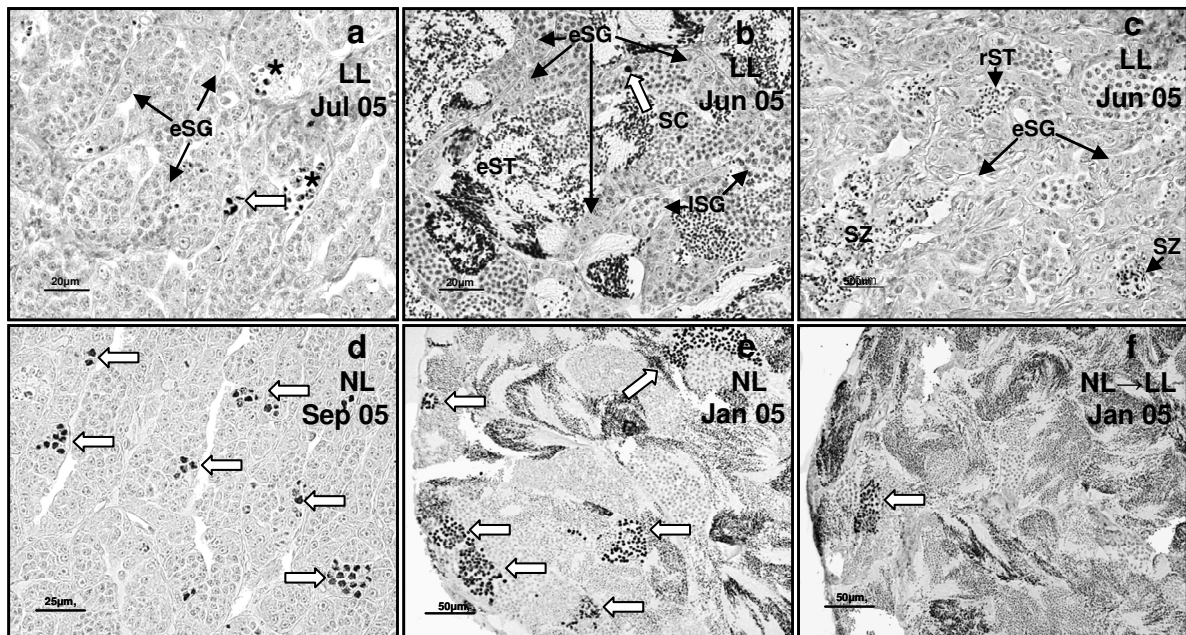 a
LL
Jul 05
*
eSG
*
20µm
b
LL
Jun 05
eSG
SC
eST
lSG
20µm
c
LL
Jun 05
rST
eSG
SZ
SZ
d
NL
Sep 05
25µm,
e
NL
Jan 05
50µm,
f
NL→LL
Jan 05
50µm,